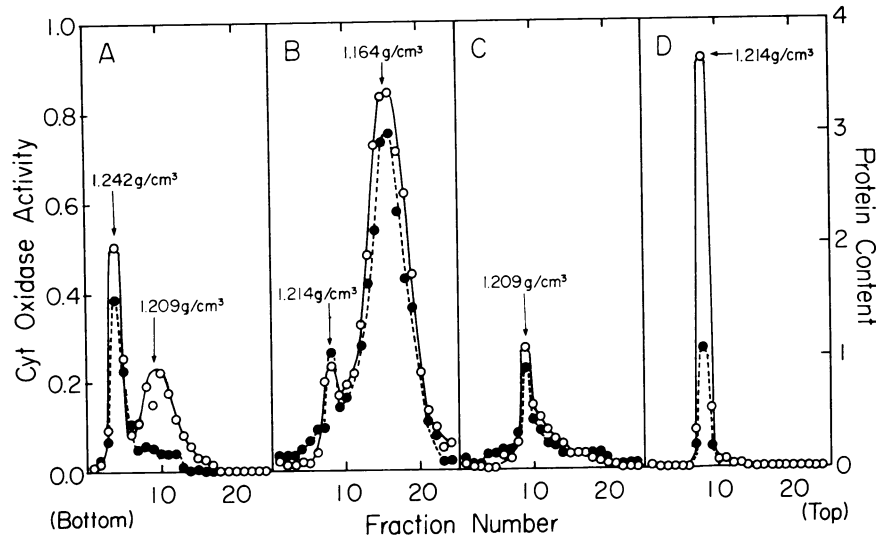 A B C D
1.0
0.8
0.6
0.4
0.2
0.0
Cyt Oxidase Activity
1.242g/cm³
1.209g/cm³
1.164g/cm³
1.214g/cm³
1.209g/cm³
1.214g/cm³
4
3
2
1
0
Protein Content
10 20 10 20 10 20 10 20
(Bottom) Fraction Number (Top)